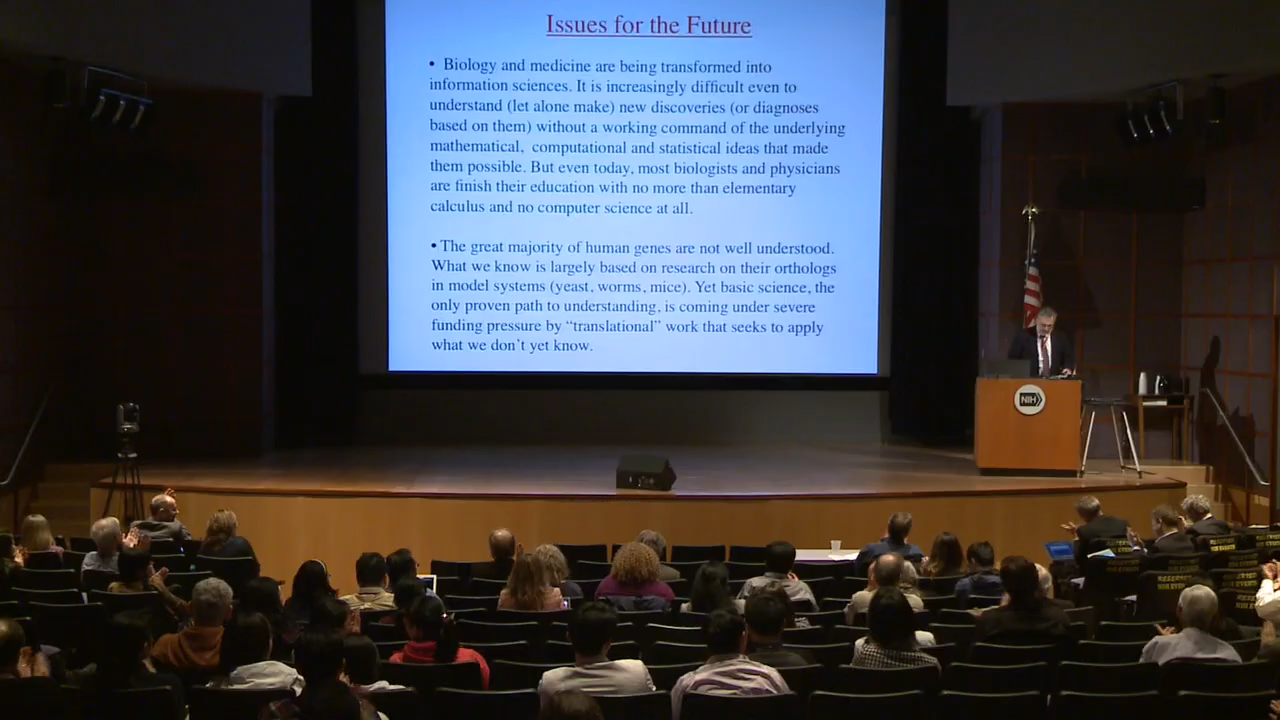 Issues for the Future
• Biology and medicine are being transformed into
information sciences. It is increasingly difficult even to
understand (let alone make) new discoveries (or diagnoses
based on them) without a working command of the underlying
mathematical, computational and statistical ideas that made
them possible. But even today, most biologists and physicians
are finish their education with no more than elementary
calculus and no computer science at all.
• The great majority of human genes are not well understood.
What we know is largely based on research on their orthologs
in model systems (yeast, worms, mice). Yet basic science, the
only proven path to understanding, is coming under severe
funding pressure by “translational” work that seeks to apply
what we don’t yet know.
NIH